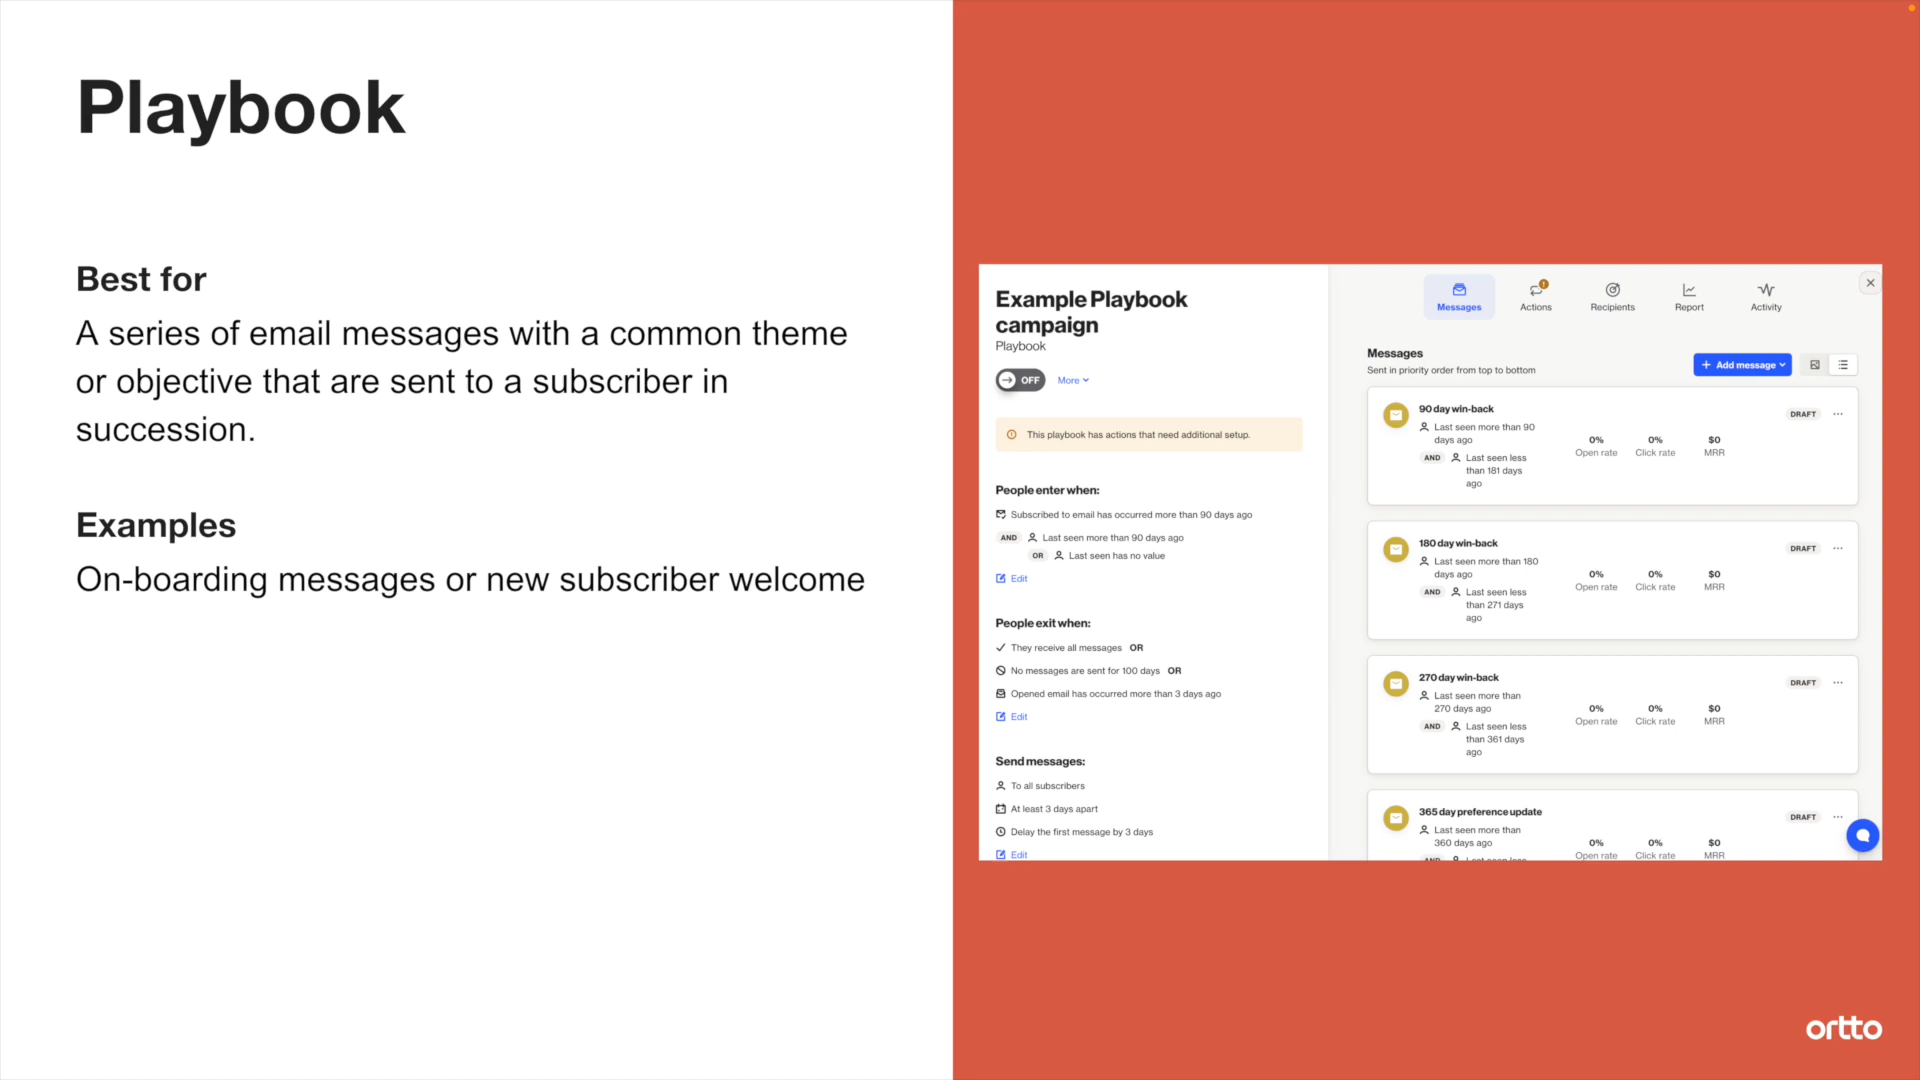 Playbook
Best for
A series of email messages with a common theme
or objective that are sent to a subscriber in
succession.
Examples
On-boarding messages or new subscriber welcome
Example Playbook
campaign
Playbook
OFF
More
This playbook has actions that need additional setup.
People enter when:
Subscribed to email has occurred more than 90 days ago
AND Last seen more than 90 days ago
OR Last seen has no value
Edit
People exit when:
They receive all messages OR
No messages are sent for 100 days OR
Opened email has occurred more than 3 days ago
Edit
Send messages:
To all subscribers
At least 3 days apart
Delay the first message by 3 days
Edit
Messages Actions Recipients Report Activity
Messages
Sent in priority order from top to bottom
+ Add message
90 day win-back
DRAFT
Last seen more than 90
days ago
AND Last seen less
than 181 days
ago
0% 0% $0
Open rate Click rate MRR
180 day win-back
DRAFT
Last seen more than 180
days ago
AND Last seen less
than 271 days
ago
0% 0% $0
Open rate Click rate MRR
270 day win-back
DRAFT
Last seen more than
270 days ago
AND Last seen less
than 361 days
ago
0% 0% $0
Open rate Click rate MRR
365 day preference update
DRAFT
Last seen more than
360 days ago
AND Last seen less
0% 0% $0
Open rate Click rate MRR
ortto